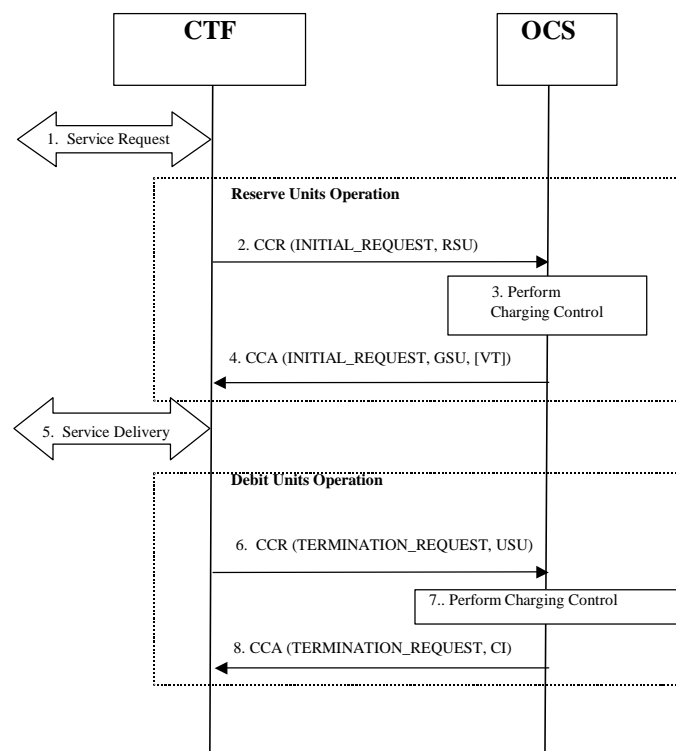 CTF
OCS
1. Service Request
Reserve Units Operation
2. CCR (INITIAL_REQUEST, RSU)
3. Perform
Charging Control
4. CCA (INITIAL_REQUEST, GSU, [VT])
5. Service Delivery
Debit Units Operation
6. CCR (TERMINATION_REQUEST, USU)
7.. Perform Charging Control
8. CCA (TERMINATION_REQUEST, CI)